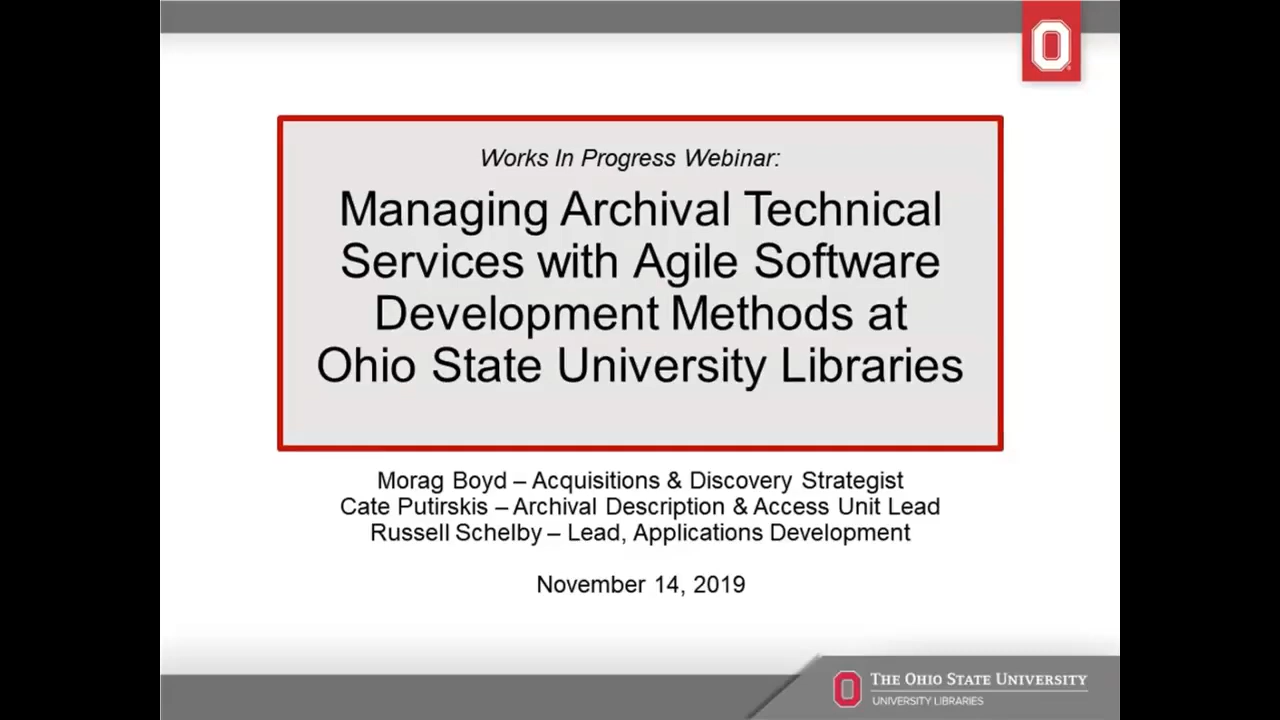 O
Works In Progress Webinar:
Managing Archival Technical
Services with Agile Software
Development Methods at
Ohio State University Libraries
Morag Boyd – Acquisitions & Discovery Strategist
Cate Putirskis – Archival Description & Access Unit Lead
Russell Schelby – Lead, Applications Development
November 14, 2019
O THE OHIO STATE UNIVERSITY
UNIVERSITY LIBRARIES